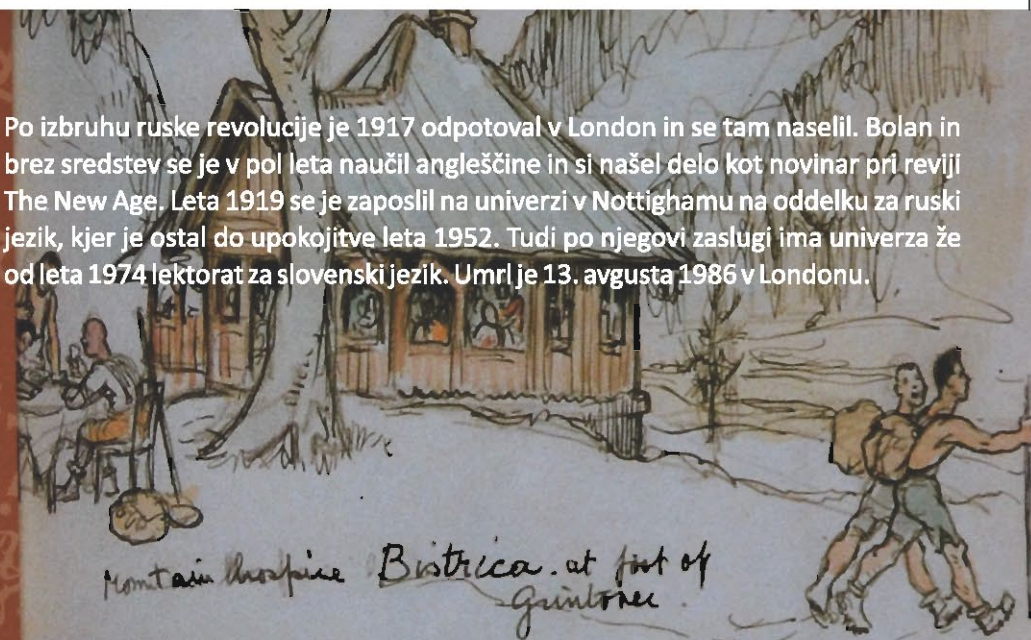 Po izbruhu ruske revolucije je 1917 odpotoval v London in se tam naselil. Bolan in
brez sredstev se je v pol leta naučil angleščine in si našel delo kot novinar pri reviji
The New Age. Leta 1919 se je zaposlil na univerzi v Nottighamu na oddelku za ruski
jezik, kjer je ostal do upokojitve leta 1952. Tudi po njegovi zaslugi ima univerza že
od leta 1974 lektorat za slovenski jezik. Umrl je 13. avgusta 1986 v Londonu.
Bistrica. at foot of